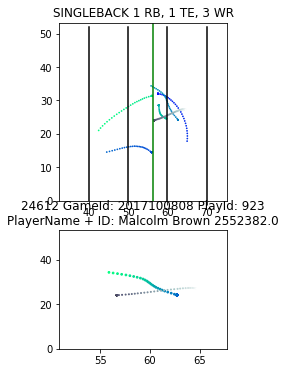 SINGLEBACK 1 RB, 1 TE, 3 WR
50
40
30
20
10
0
40 50 60 70
24612 GameId: 2017100808 PlayId: 923
PlayerName + ID: Malcolm Brown 2552382.0
40
20
0
55 60 65